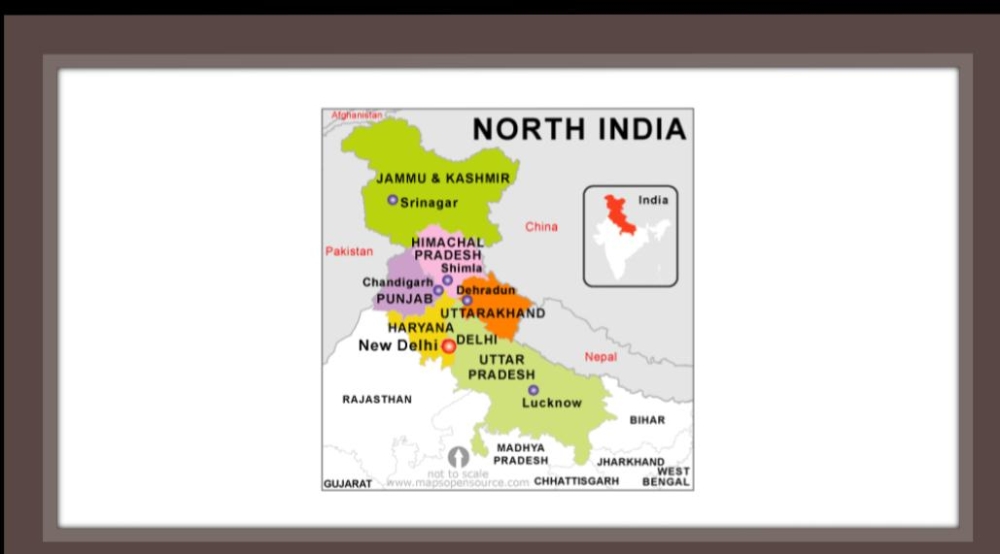 Afghanistan
NORTH INDIA
JAMMU & KASHMIR
Srinagar
India
China
Pakistan
HIMACHAL
PRADESH
Shimla
Chandigarh
PUNJAB
Dehradun
UTTARAKHAND
HARYANA
New Delhi
DELHI
Nepal
UTTAR
PRADESH
Lucknow
RAJASTHAN
BIHAR
MADHYA
PRADESH
JHARKHAND
WEST
BENGAL
not to scale
www.mapsopensource.com
GUJARAT
CHHATTISGARH